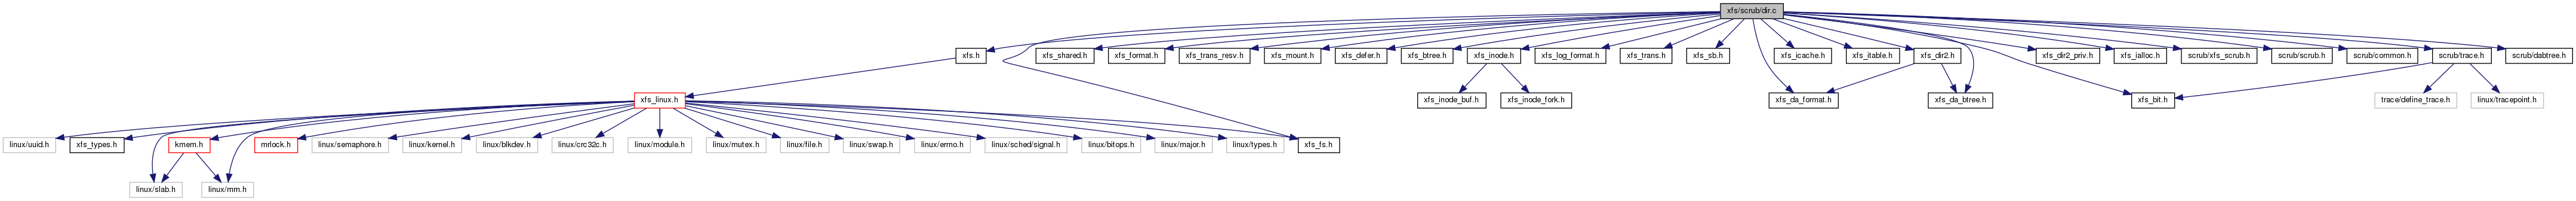 xfs/scrub/dir.c
xfs.h
xfs_shared.h
xfs_format.h
xfs_trans_resv.h
xfs_mount.h
xfs_defer.h
xfs_btree.h
xfs_inode.h
xfs_log_format.h
xfs_trans.h
xfs_sb.h
xfs_icache.h
xfs_itable.h
xfs_dir2.h
xfs_dir2_priv.h
xfs_ialloc.h
scrub/xfs_scrub.h
scrub/scrub.h
scrub/common.h
scrub/trace.h
scrub/dabtree.h
xfs_linux.h
xfs_inode_buf.h
xfs_inode_fork.h
xfs_da_format.h
xfs_da_btree.h
xfs_bit.h
trace/define_trace.h
linux/tracepoint.h
linux/uuid.h
xfs_types.h
kmem.h
mrlock.h
linux/semaphore.h
linux/kernel.h
linux/blkdev.h
linux/crc32c.h
linux/module.h
linux/mutex.h
linux/file.h
linux/swap.h
linux/errno.h
linux/sched/signal.h
linux/bitops.h
linux/major.h
linux/types.h
xfs_fs.h
linux/slab.h
linux/mm.h